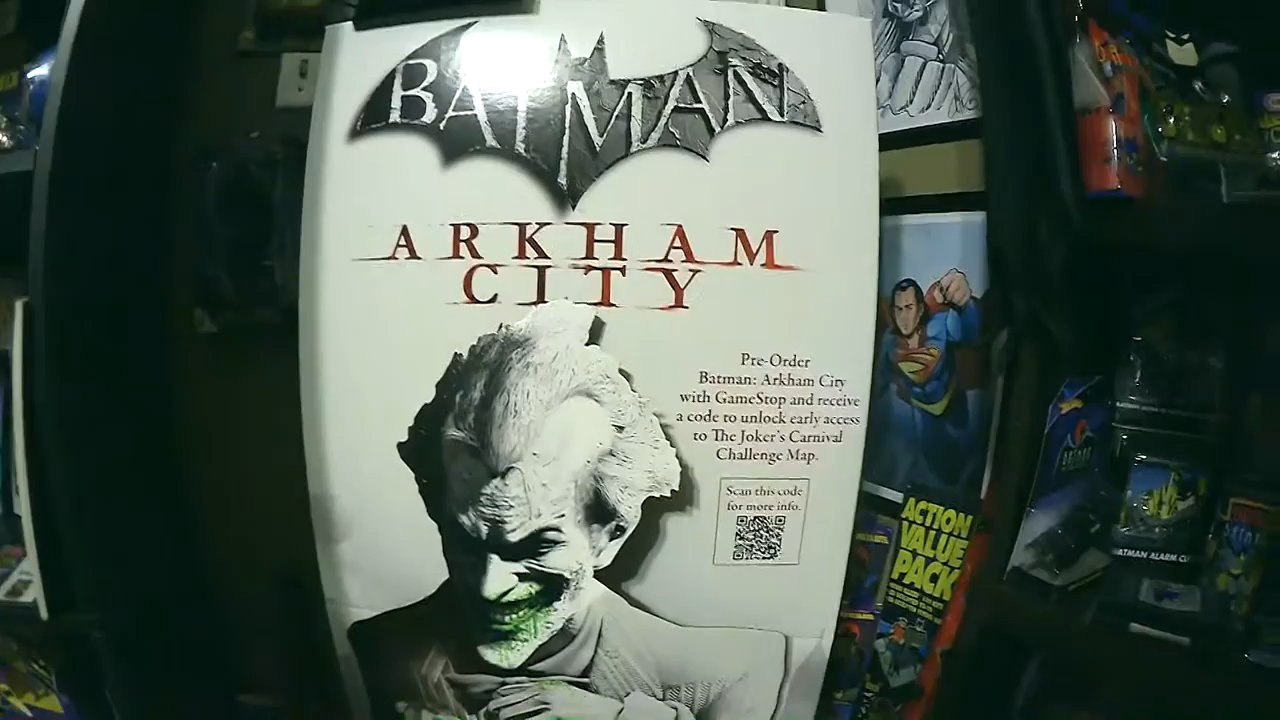 BATMAN
ARKHAM
CITY
Pre-Order
Batman: Arkham City
with GameStop and receive
a code to unlock early access
to The Joker's Carnival
Challenge Map.
Scan this code
for more info.
ACTION
VALUE
PACK
BATMAN ALARM CL